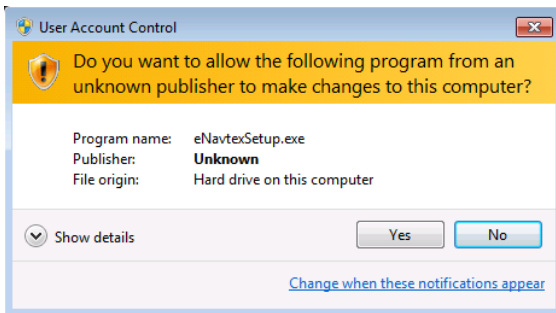 User Account Control
Do you want to allow the following program from an
unknown publisher to make changes to this computer?
Program name: eNavtexSetup.exe
Publisher: Unknown
File origin: Hard drive on this computer
Show details
Yes
No
Change when these notifications appear